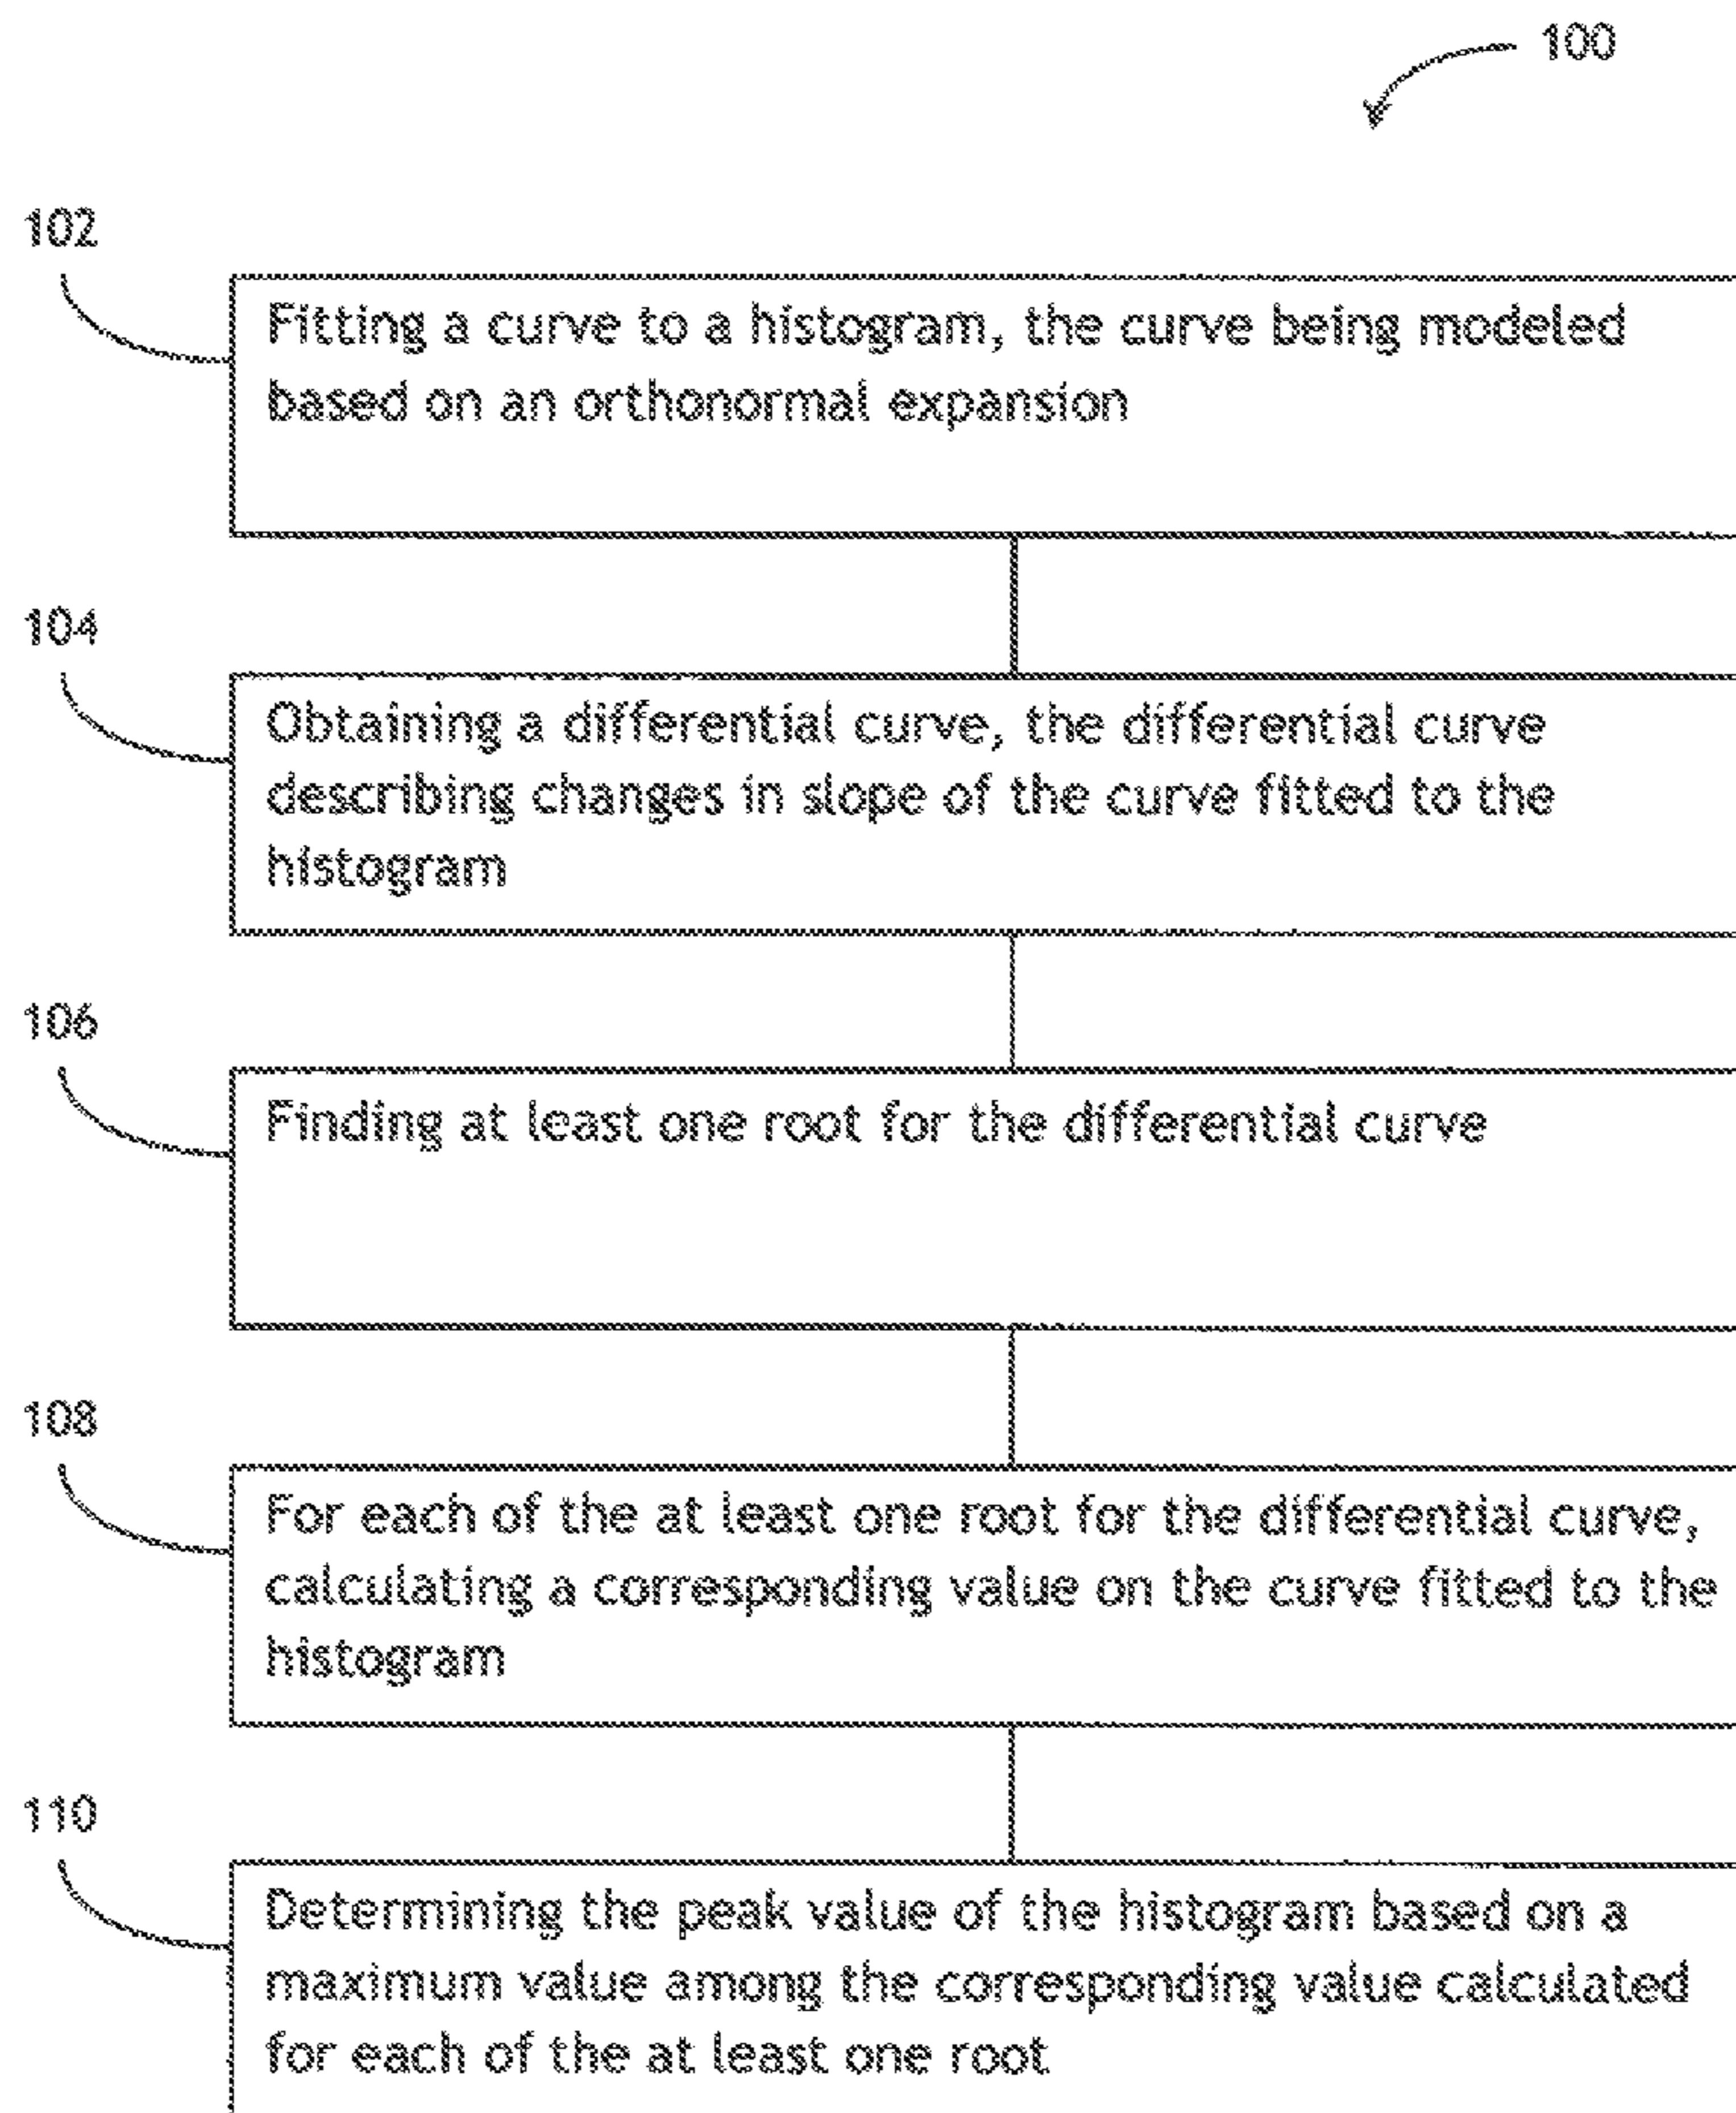 100
102
Fitting a curve to a histogram, the curve being modeled
based on an orthonormal expansion
104
Obtaining a differential curve, the differential curve
describing changes in slope of the curve fitted to the
histogram
106
Finding at least one root for the differential curve
108
For each of the at least one root for the differential curve,
calculating a corresponding value on the curve fitted to the
histogram
110
Determining the peak value of the histogram based on a
maximum value among the corresponding value calculated
for each of the at least one root